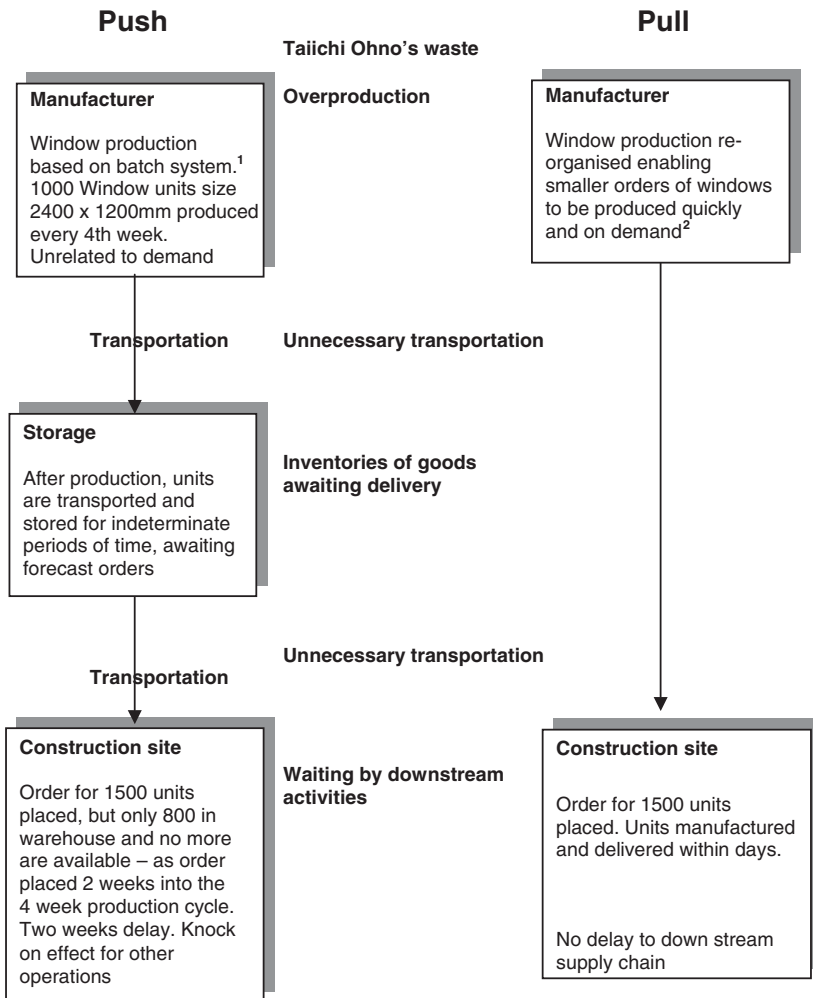 Push
Taiichi Ohno's waste
Pull
Manufacturer
Window production
based on batch system.1
1000 Window units size
2400 x 1200mm produced
every 4th week.
Unrelated to demand
Overproduction
Manufacturer
Window production re-
organised enabling
smaller orders of windows
to be produced quickly
and on demand2
Transportation
Unnecessary transportation
Storage
After production, units
are transported and
stored for indeterminate
periods of time, awaiting
forecast orders
Inventories of goods
awaiting delivery
Transportation
Unnecessary transportation
Construction site
Order for 1500 units
placed, but only 800 in
warehouse and no more
are available – as order
placed 2 weeks into the
4 week production cycle.
Two weeks delay. Knock
on effect for other
operations
Waiting by downstream
activities
Construction site
Order for 1500 units
placed. Units manufactured
and delivered within days.
No delay to down stream
supply chain